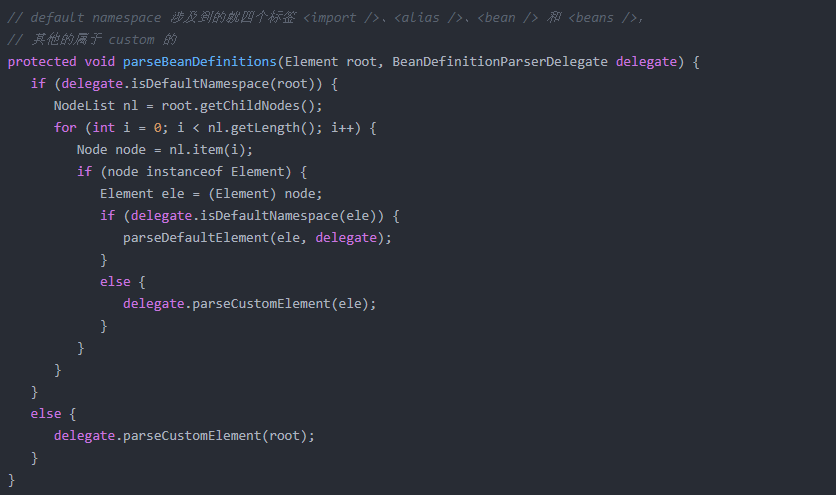 // default namespace 涉及到的就四个标签 <import />、<alias />、<bean /> 和 <beans />,
// 其他的属于 custom 的
protected void parseBeanDefinitions(Element root, BeanDefinitionParserDelegate delegate) {
   if (delegate.isDefaultNamespace(root)) {
      NodeList nl = root.getChildNodes();
      for (int i = 0; i < nl.getLength(); i++) {
         Node node = nl.item(i);
         if (node instanceof Element) {
            Element ele = (Element) node;
            if (delegate.isDefaultNamespace(ele)) {
               parseDefaultElement(ele, delegate);
            }
            else {
               delegate.parseCustomElement(ele);
            }
         }
      }
   }
   else {
      delegate.parseCustomElement(root);
   }
}